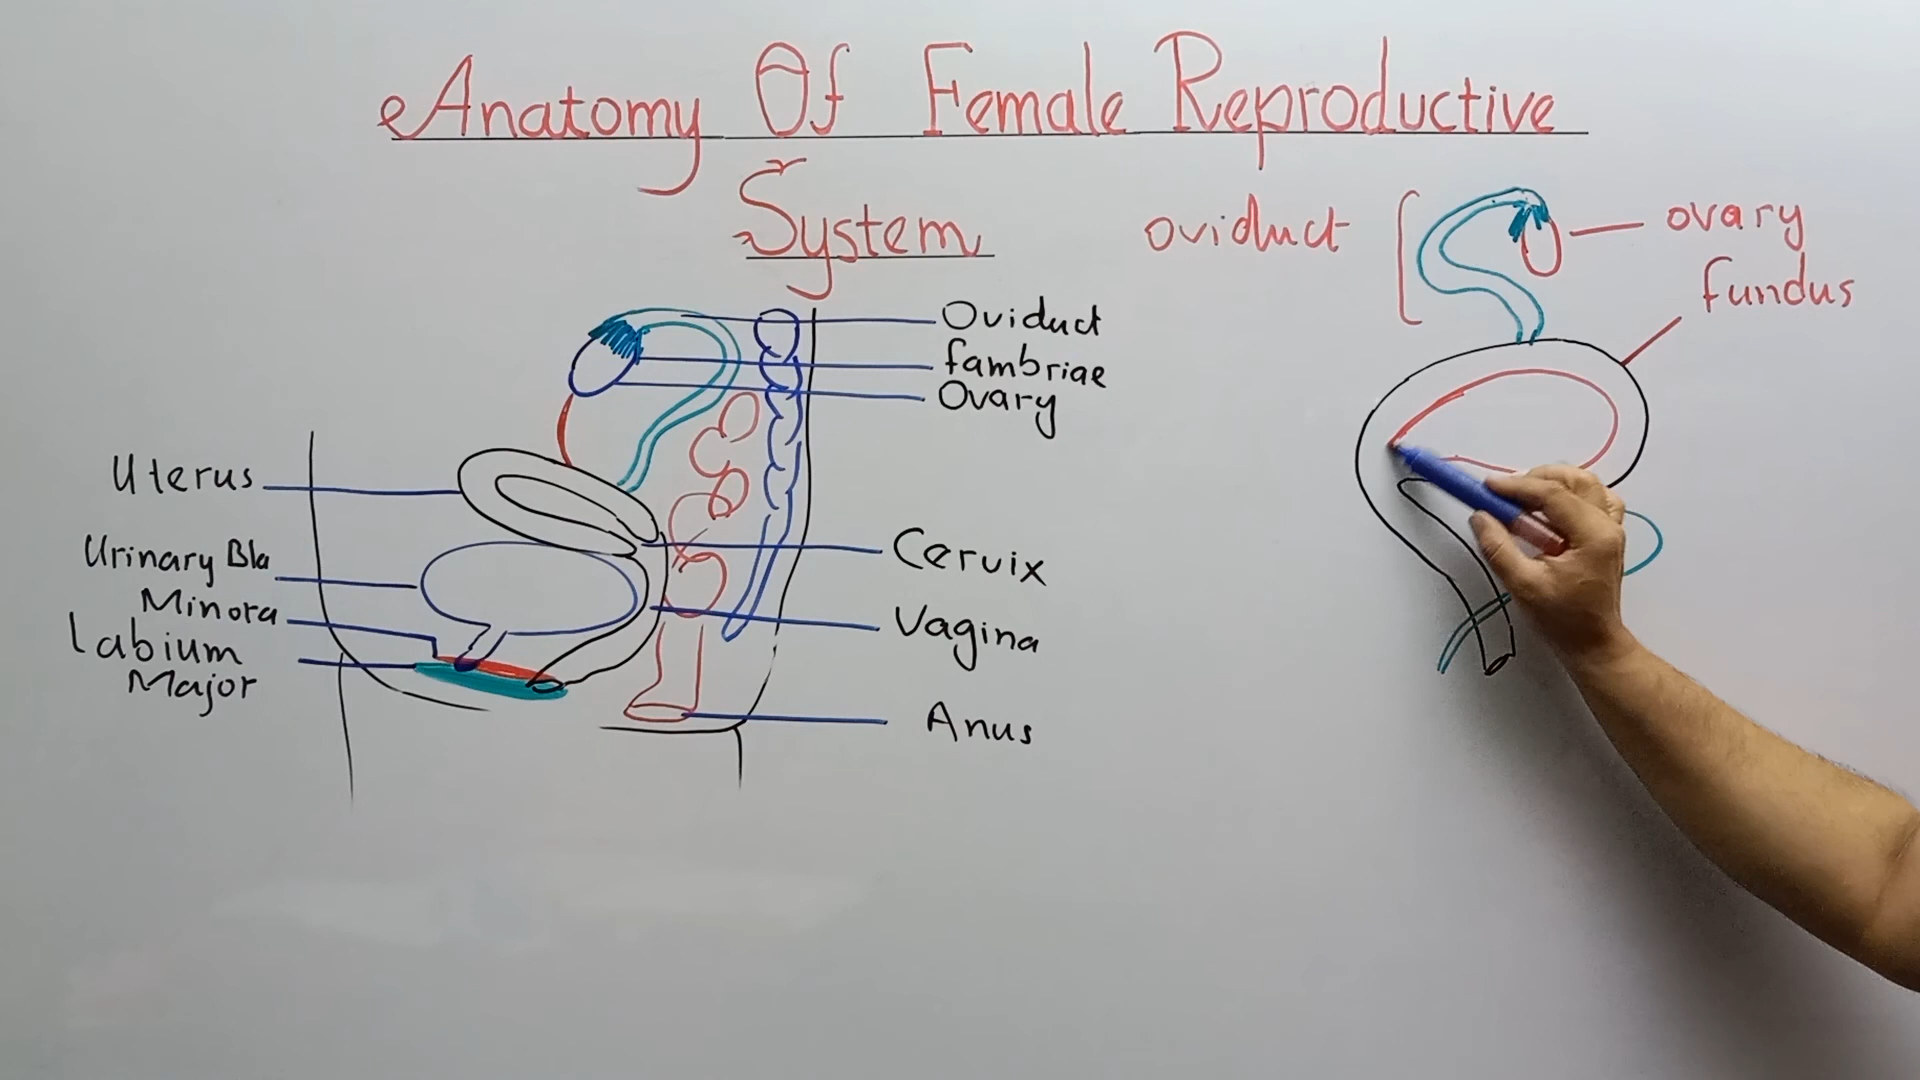 Anatomy Of Female Reproductive
System
oviduct
ovary
fundus
Oviduct
fambriae
Ovary
Uterus
Urinary Bla
Minora
Labium
Major
Cervix
Vagina
Anus